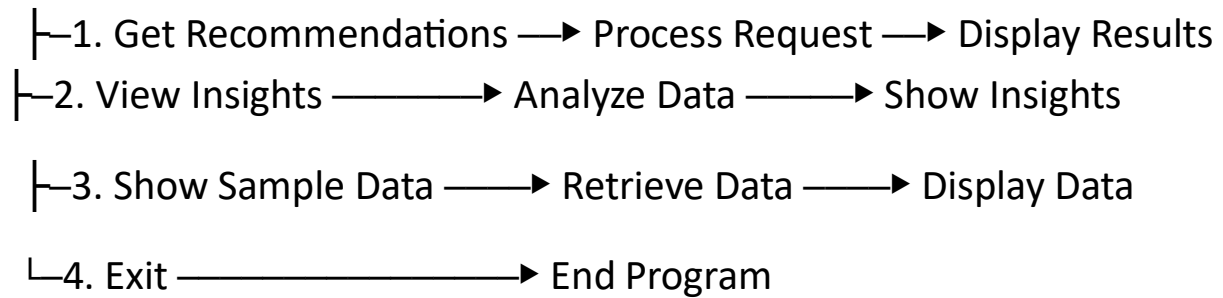 ├─1. Get Recommendations ──► Process Request ──► Display Results
├─2. View Insights ───────► Analyze Data ─────► Show Insights
├─3. Show Sample Data ────► Retrieve Data ────► Display Data
└─4. Exit ────────────────► End Program